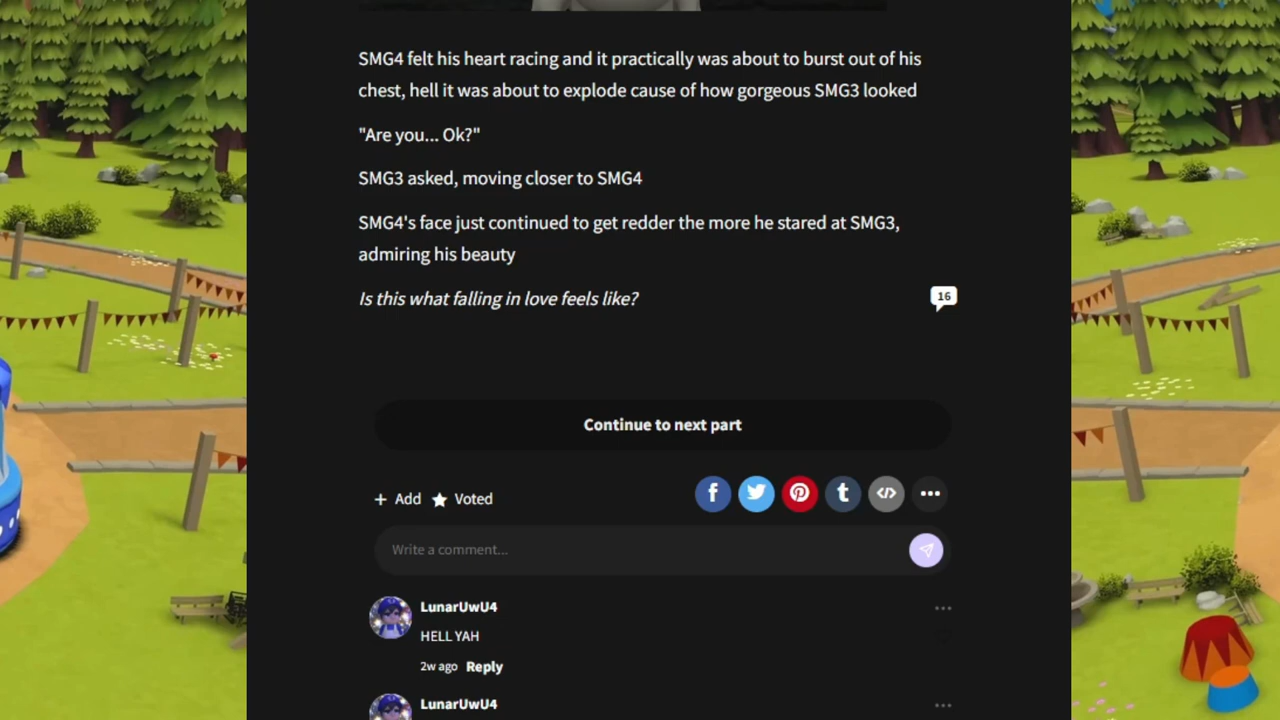 SMG4 felt his heart racing and it practically was about to burst out of his
chest, hell it was about to explode cause of how gorgeous SMG3 looked
"Are you... Ok?"
SMG3 asked, moving closer to SMG4
SMG4's face just continued to get redder the more he stared at SMG3,
admiring his beauty
Is this what falling in love feels like?
16
Continue to next part
+ Add ★ Voted
Write a comment...
LunarUwU4
HELL YAH
2w ago Reply
LunarUwU4